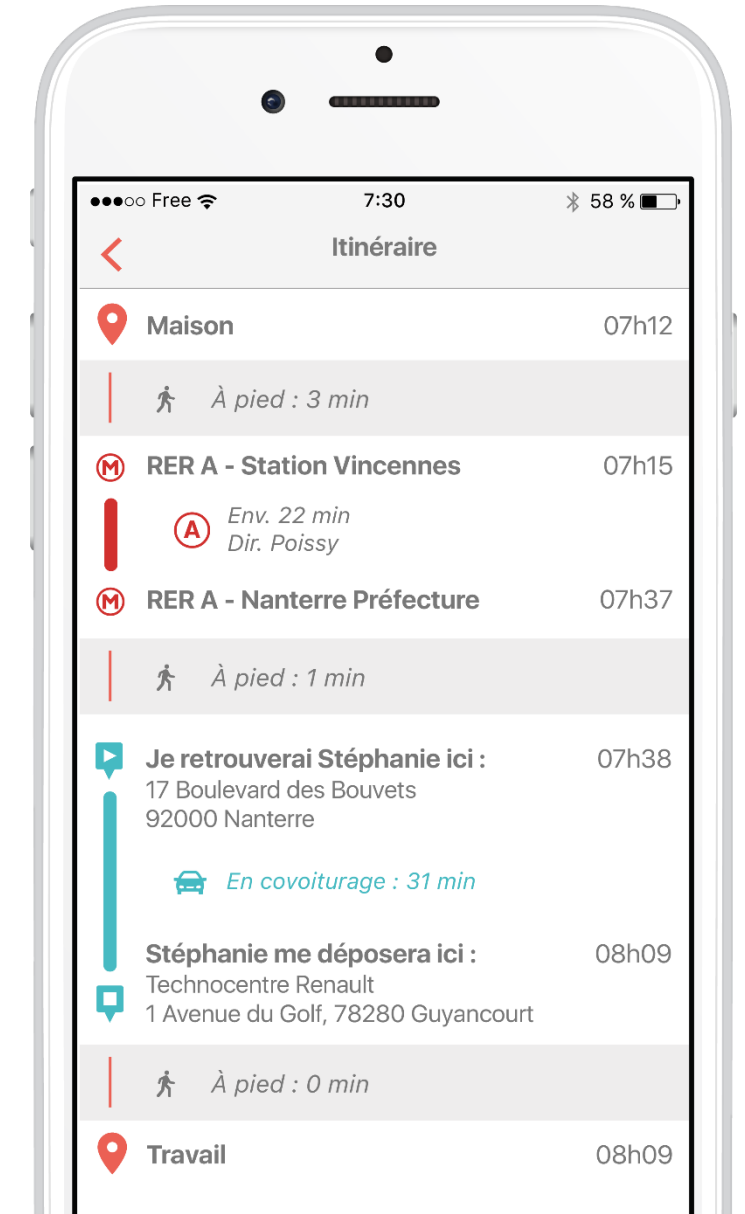 Free 7:30 58 %
Itinéraire
Maison 07h12
À pied : 3 min
M RER A - Station Vincennes 07h15
A Env. 22 min
Dir. Poissy
M RER A - Nanterre Préfecture 07h37
À pied : 1 min
Je retrouverai Stéphanie ici : 07h38
17 Boulevard des Bouvets
92000 Nanterre
En covoiturage : 31 min
Stéphanie me déposera ici : 08h09
Technocentre Renault
1 Avenue du Golf, 78280 Guyancourt
À pied : 0 min
Travail 08h09